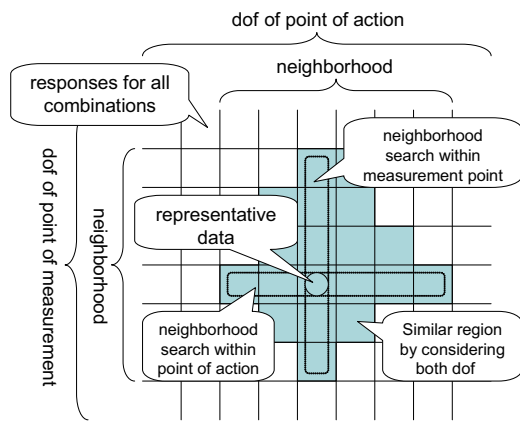 dof of point of action
neighborhood
responses for all
combinations
neighborhood
search within
measurement point
dof of point of measurement
neighborhood
representative
data
neighborhood
search within
point of action
Similar region
by considering
both dof